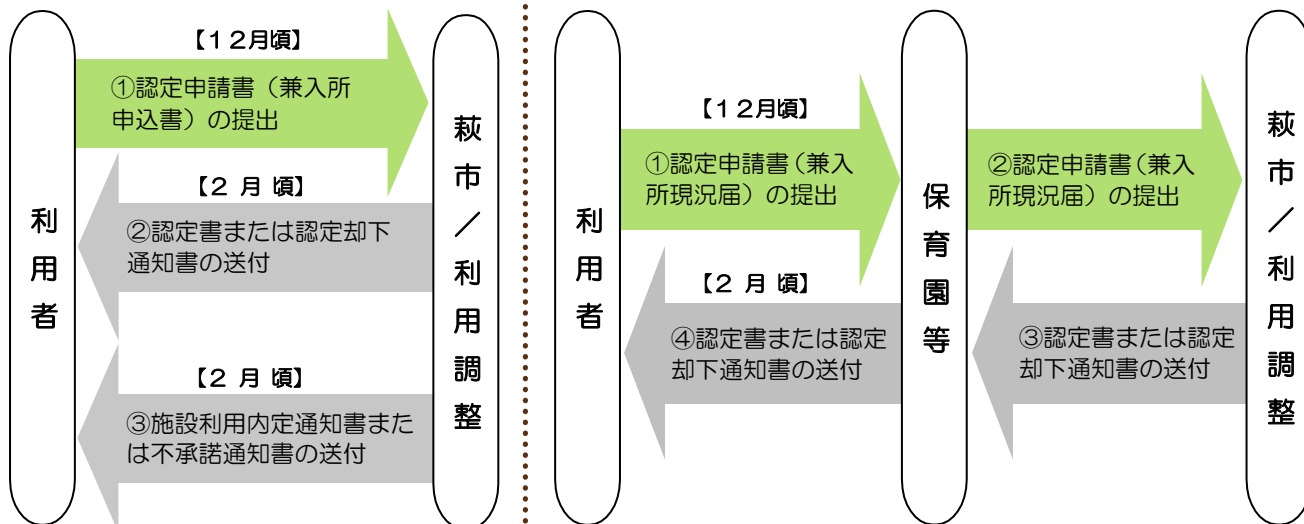 利用者
【12月頃】
①認定申請書（兼入所
申込書）の提出
【2 月 頃】
②認定書または認定却下
通知書の送付
【2 月 頃】
③施設利用内定通知書また
は不承諾通知書の送付
萩市／利用調整
利用者
【12月頃】
①認定申請書（兼入
所現況届）の提出
【2 月 頃】
④認定書または認定
却下通知書の送付
保育園等
②認定申請書（兼入
所現況届）の提出
③認定書または認定
却下通知書の送付
萩市／利用調整